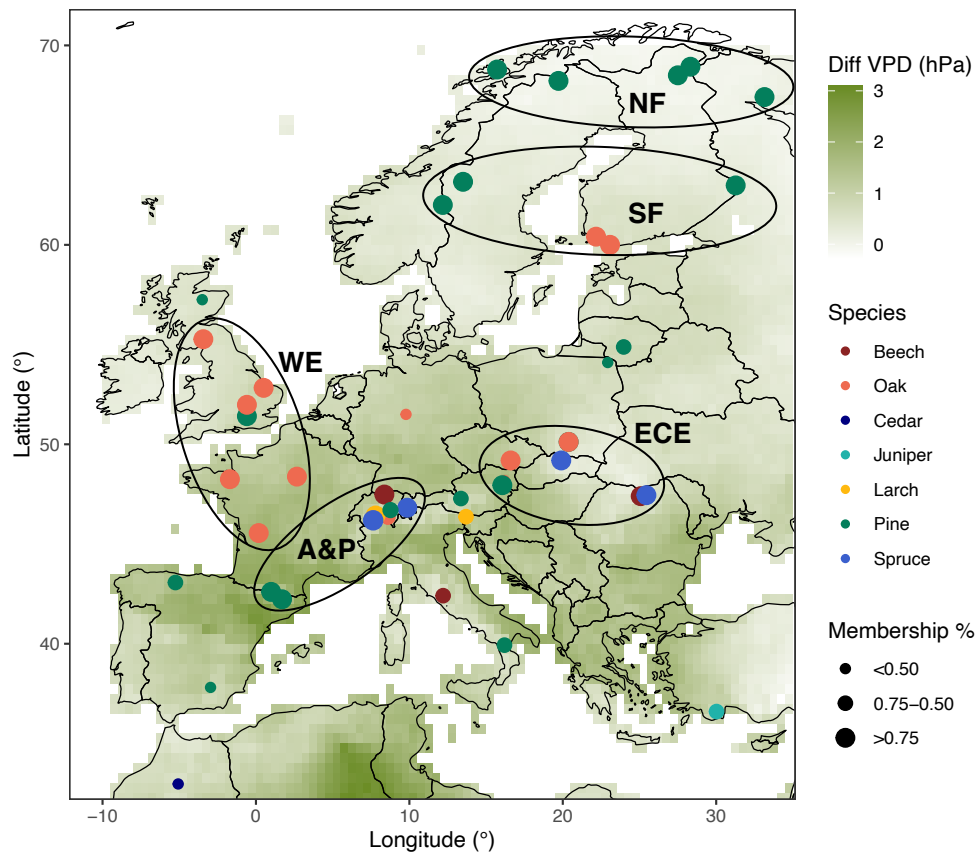 70
60
50
40
Latitude (°)
−10
0
10
20
30
Longitude (°)
NF
SF
WE
ECE
A&P
Diff VPD (hPa)
3
2
1
0
Species
Beech
Oak
Cedar
Juniper
Larch
Pine
Spruce
Membership %
<0.50
0.75−0.50
>0.75